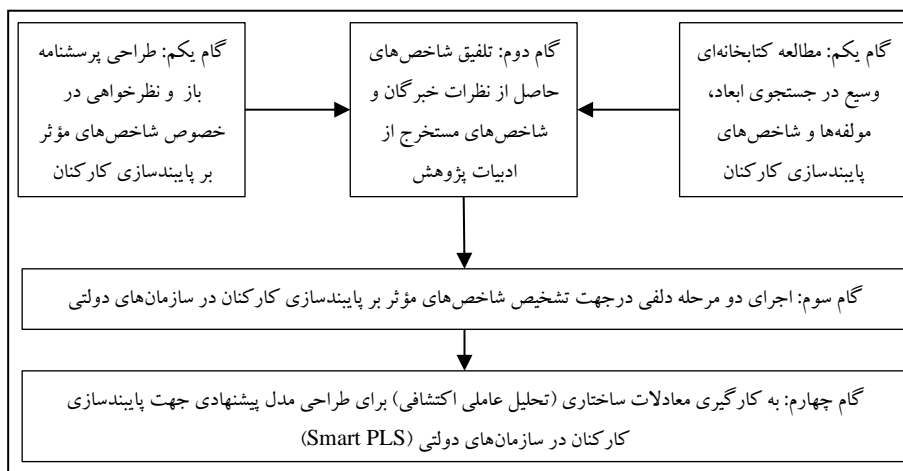 گام یکم: مطالعه کتابخانه‌ای
وسیع در جستجوی ابعاد،
مولفه‌ها و شاخص‌های
پایبندسازی کارکنان
گام دوم: تلفیق شاخص‌های
حاصل از نظرات خبرگان و
شاخص‌های مستخرج از
ادبیات پژوهش
گام یکم: طراحی پرسشنامه
باز و نظرخواهی در
خصوص شاخص‌های مؤثر
بر پایبندسازی کارکنان
گام سوم: اجرای دو مرحله دلفی درجهت تشخیص شاخص‌های مؤثر بر پایبندسازی کارکنان در سازمان‌های دولتی
گام چهارم: به کارگیری معادلات ساختاری (تحلیل عاملی اکتشافی) برای طراحی مدل پیشنهادی جهت پایبندسازی
کارکنان در سازمان‌های دولتی (Smart PLS)